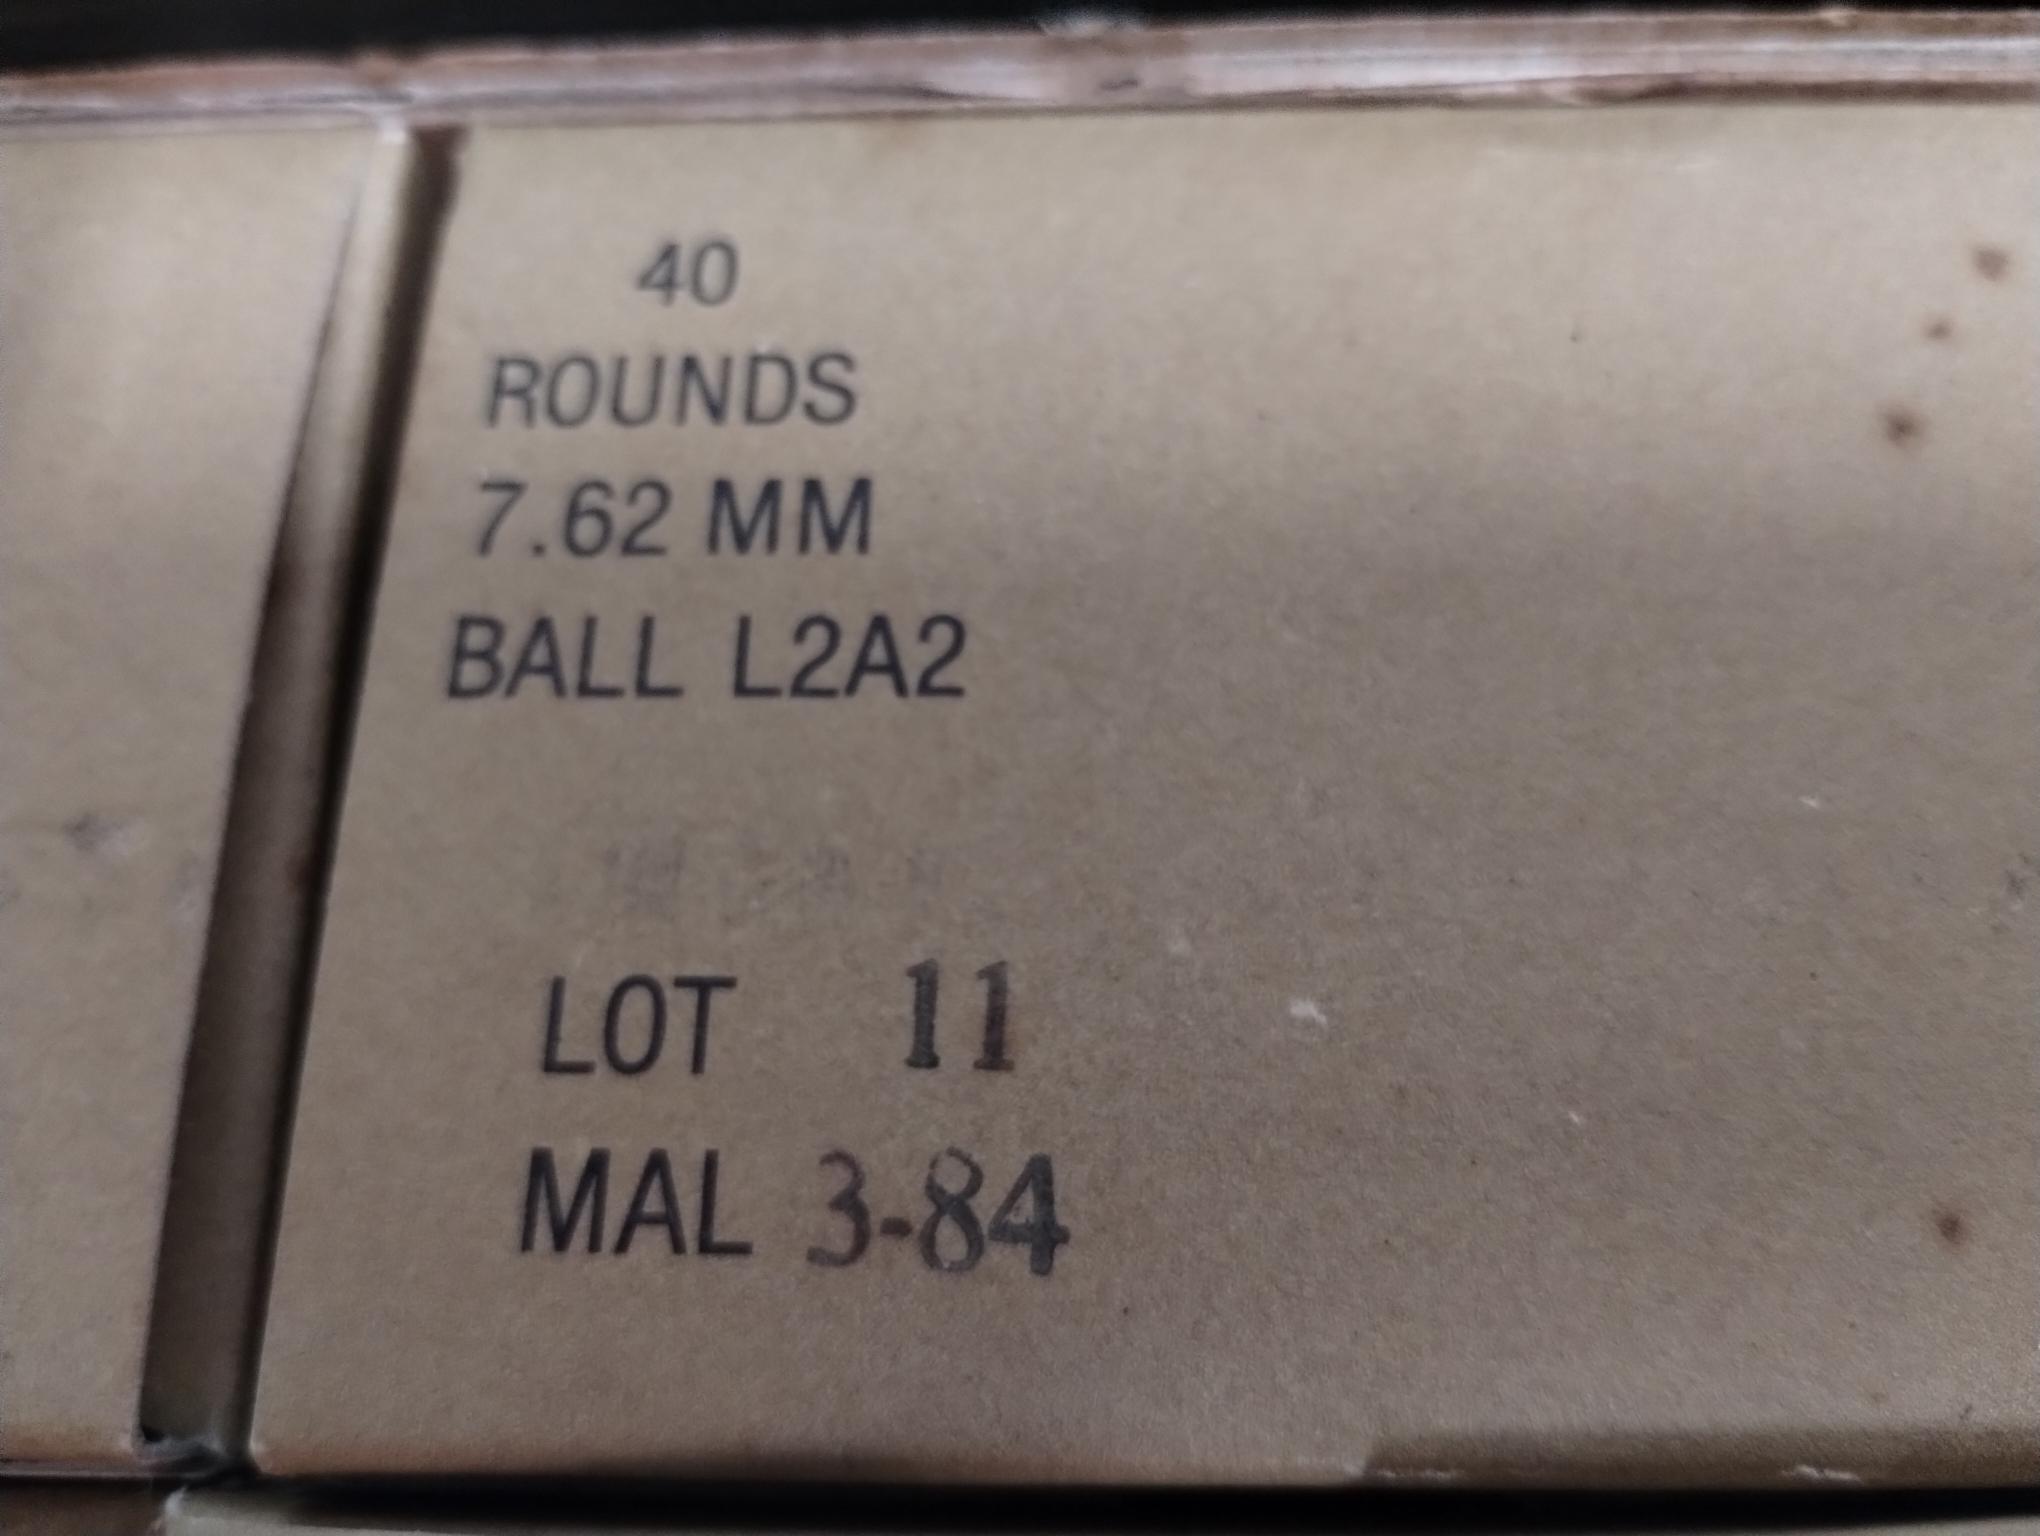 40
ROUNDS
7.62 MM
BALL L2A2
LOT 11
MAL 3-84